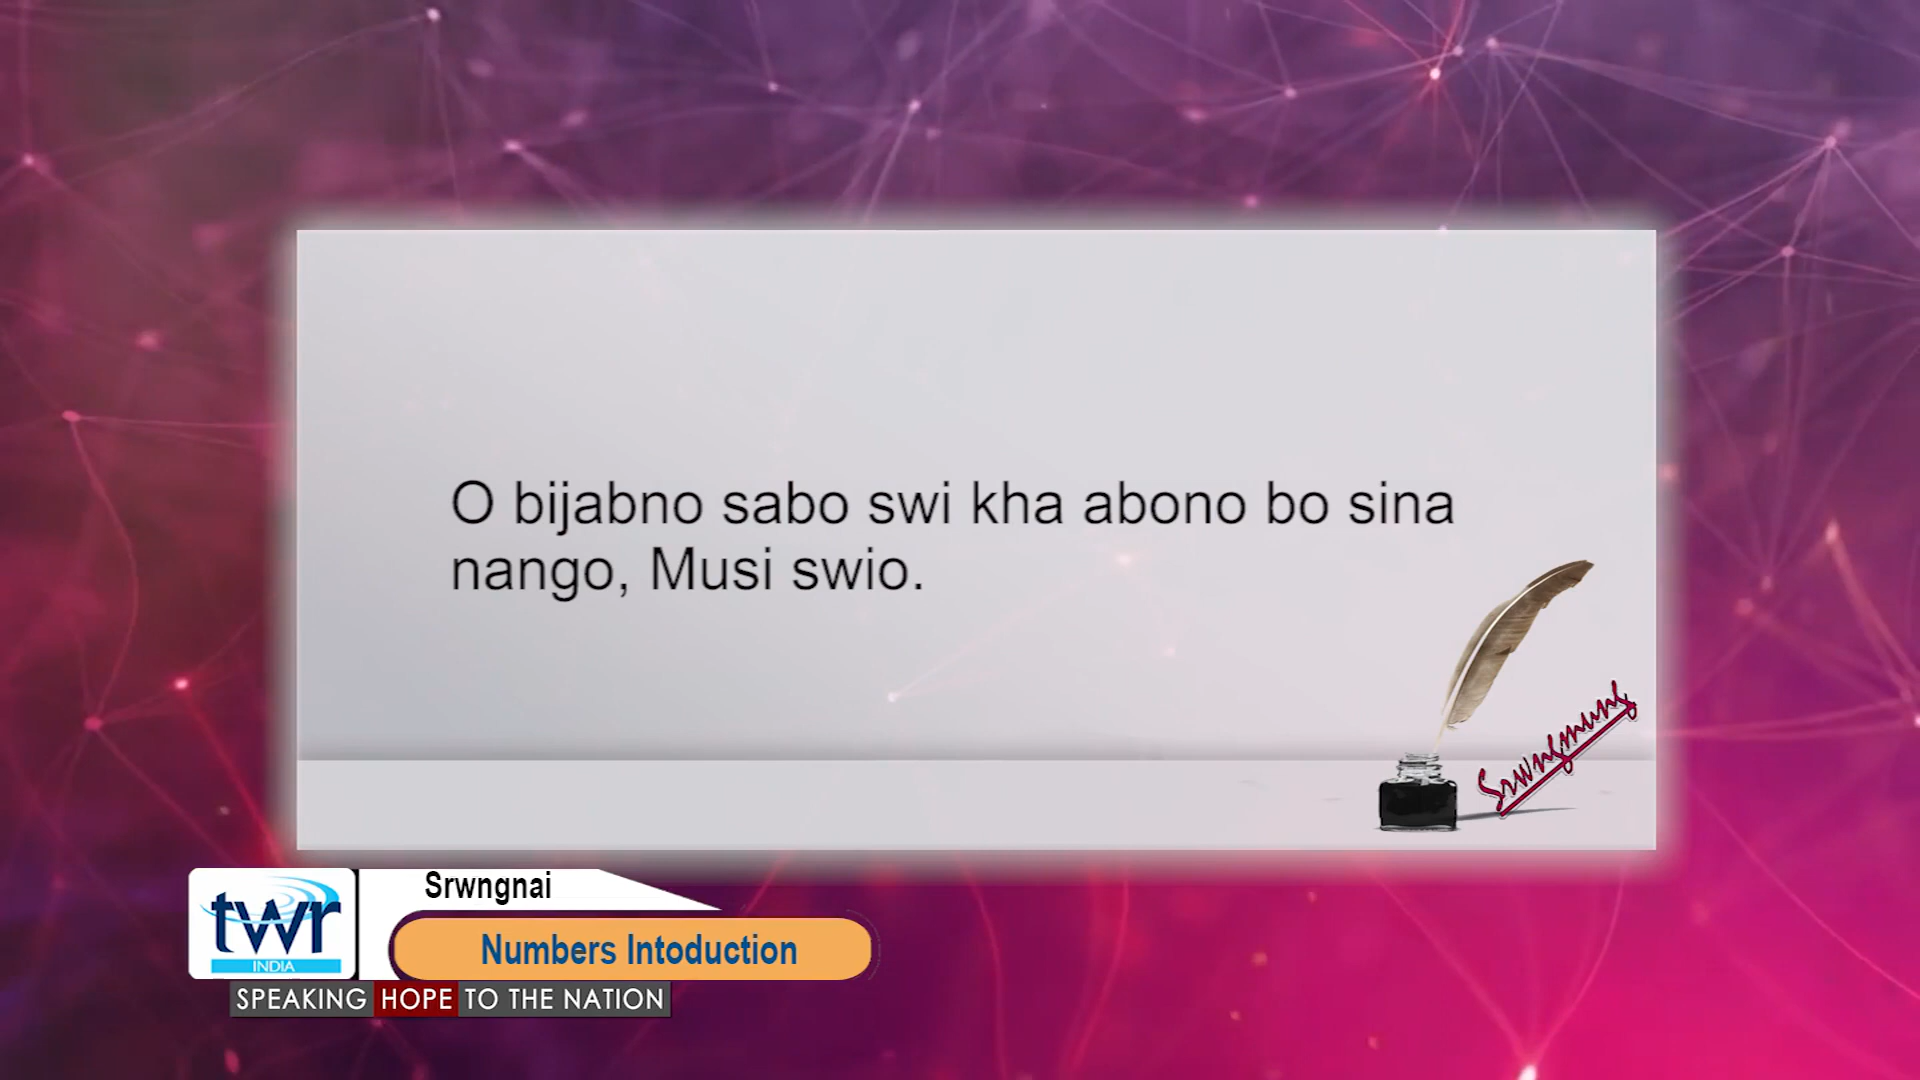 O bijabno sabo swi kha abono bo sina
nango, Musi swio.
Srwngmung
twr
INDIA
Srwngnai
Numbers Intoduction
SPEAKING HOPE TO THE NATION